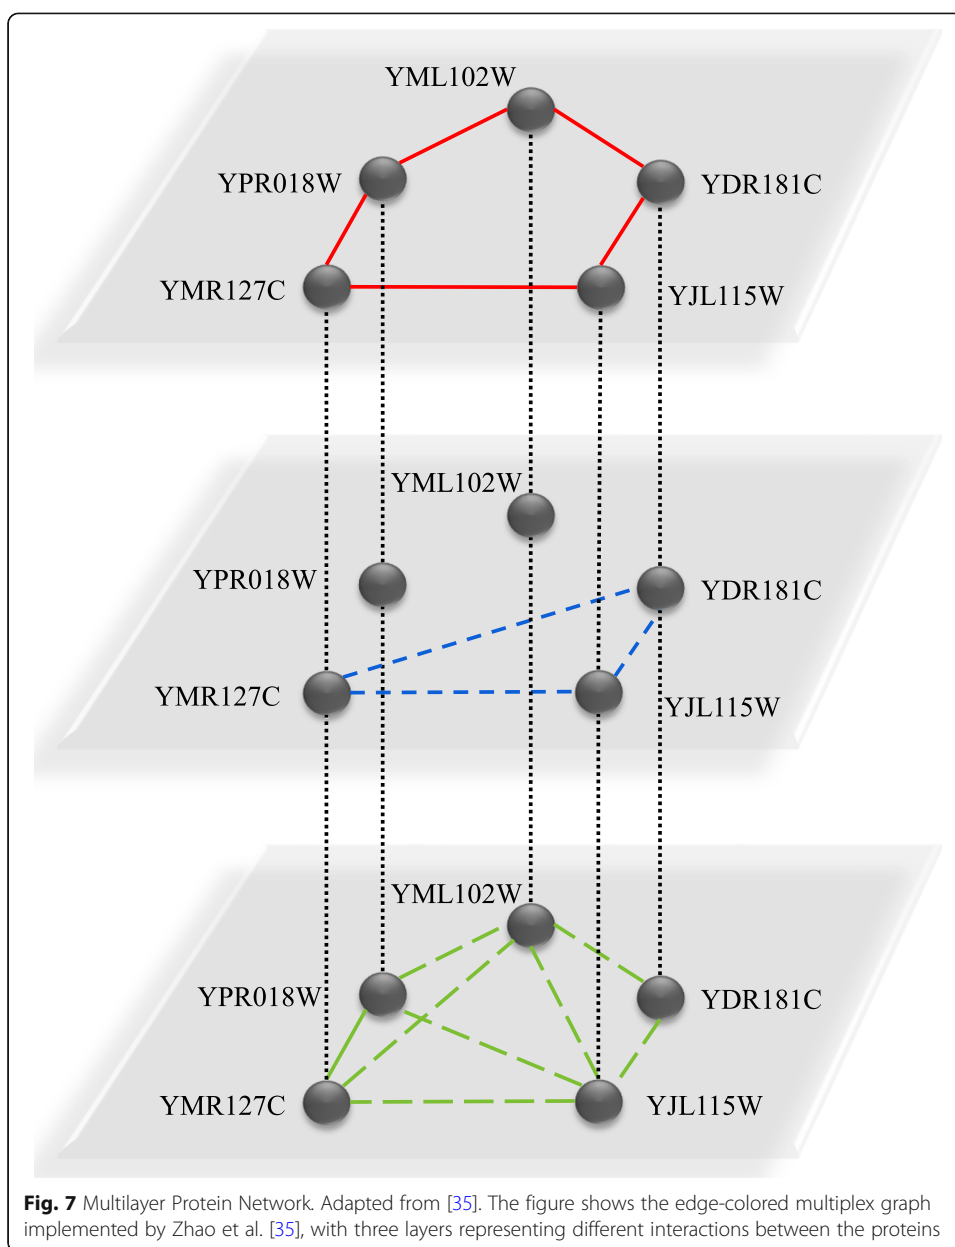 YML102W
YPR018W
YDR181C
YMR127C
YJL115W
YML102W
YPR018W
YDR181C
YMR127C
YJL115W
YML102W
YPR018W
YDR181C
YMR127C
YJL115W
Fig. 7 Multilayer Protein Network. Adapted from [35]. The figure shows the edge-colored multiplex graph
implemented by Zhao et al. [35], with three layers representing different interactions between the proteins